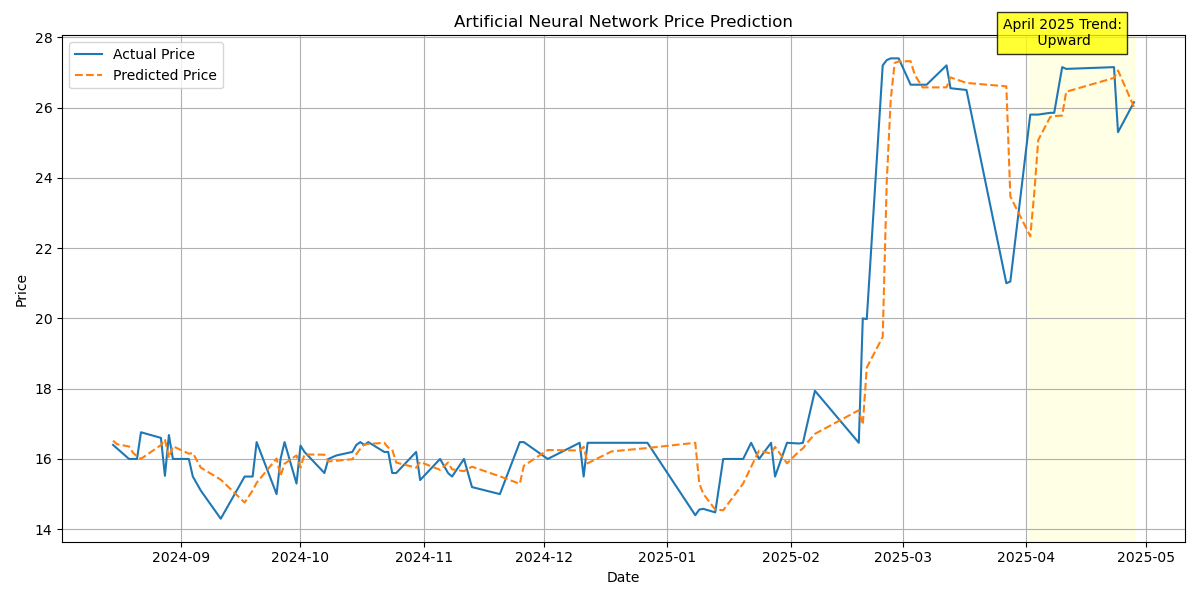 Artificial Neural Network Price Prediction
April 2025 Trend:
Upward
Actual Price
Predicted Price
Price
28
26
24
22
20
18
16
14
2024-09
2024-10
2024-11
2024-12
2025-01
2025-02
2025-03
2025-04
2025-05
Date